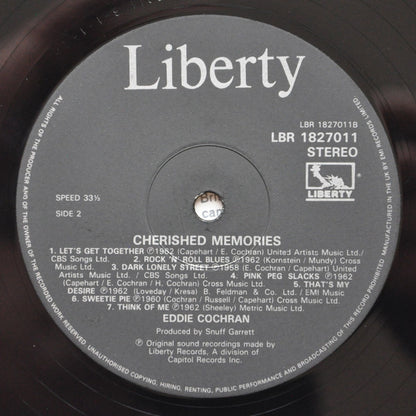 Liberty
LBR 1827011B
LBR 1827011
STEREO
LIBERTY
SPEED 33⅓
SIDE 2
Bri
can
CHERISHED MEMORIES
1. LET'S GET TOGETHER ℗1962 (Capehart / E. Cochran) United Artists Music Ltd./
CBS Songs Ltd. 2. ROCK 'N' ROLL BLUES ℗1962 (Kornstein / Mundy) Cross
Music Ltd. 3. DARK LONELY STREET ℗1958 (E. Cochran / Capehart) United
Artists Music Ltd. / CBS Songs Ltd. 4. PINK PEG SLACKS ℗1962
(Capehart / E. Cochran / H. Cochran) Cross Music Ltd. 5. THAT'S MY
DESIRE ℗1962 (Loveday / Kresa) B. Feldman & Co. Ltd. / EMI Music
6. SWEETIE PIE ℗1960 (Cochran / Russell / Capehart) Cross Music Ltd.
7. THINK OF ME ℗1962 (Sheeley) Metric Music Ltd.
EDDIE COCHRAN
Produced by Snuff Garrett
℗ Original sound recordings made by
Liberty Records, A division of
Capitol Records Inc.
ALL RIGHTS OF THE PRODUCER AND OF THE OWNER OF THE RECORDED WORK RESERVED. UNAUTHORISED COPYING, HIRING, RENTING, PUBLIC PERFORMANCE AND BROADCASTING OF THIS RECORD PROHIBITED. MADE IN THE UK BY EMI RECORDS LIMITED.